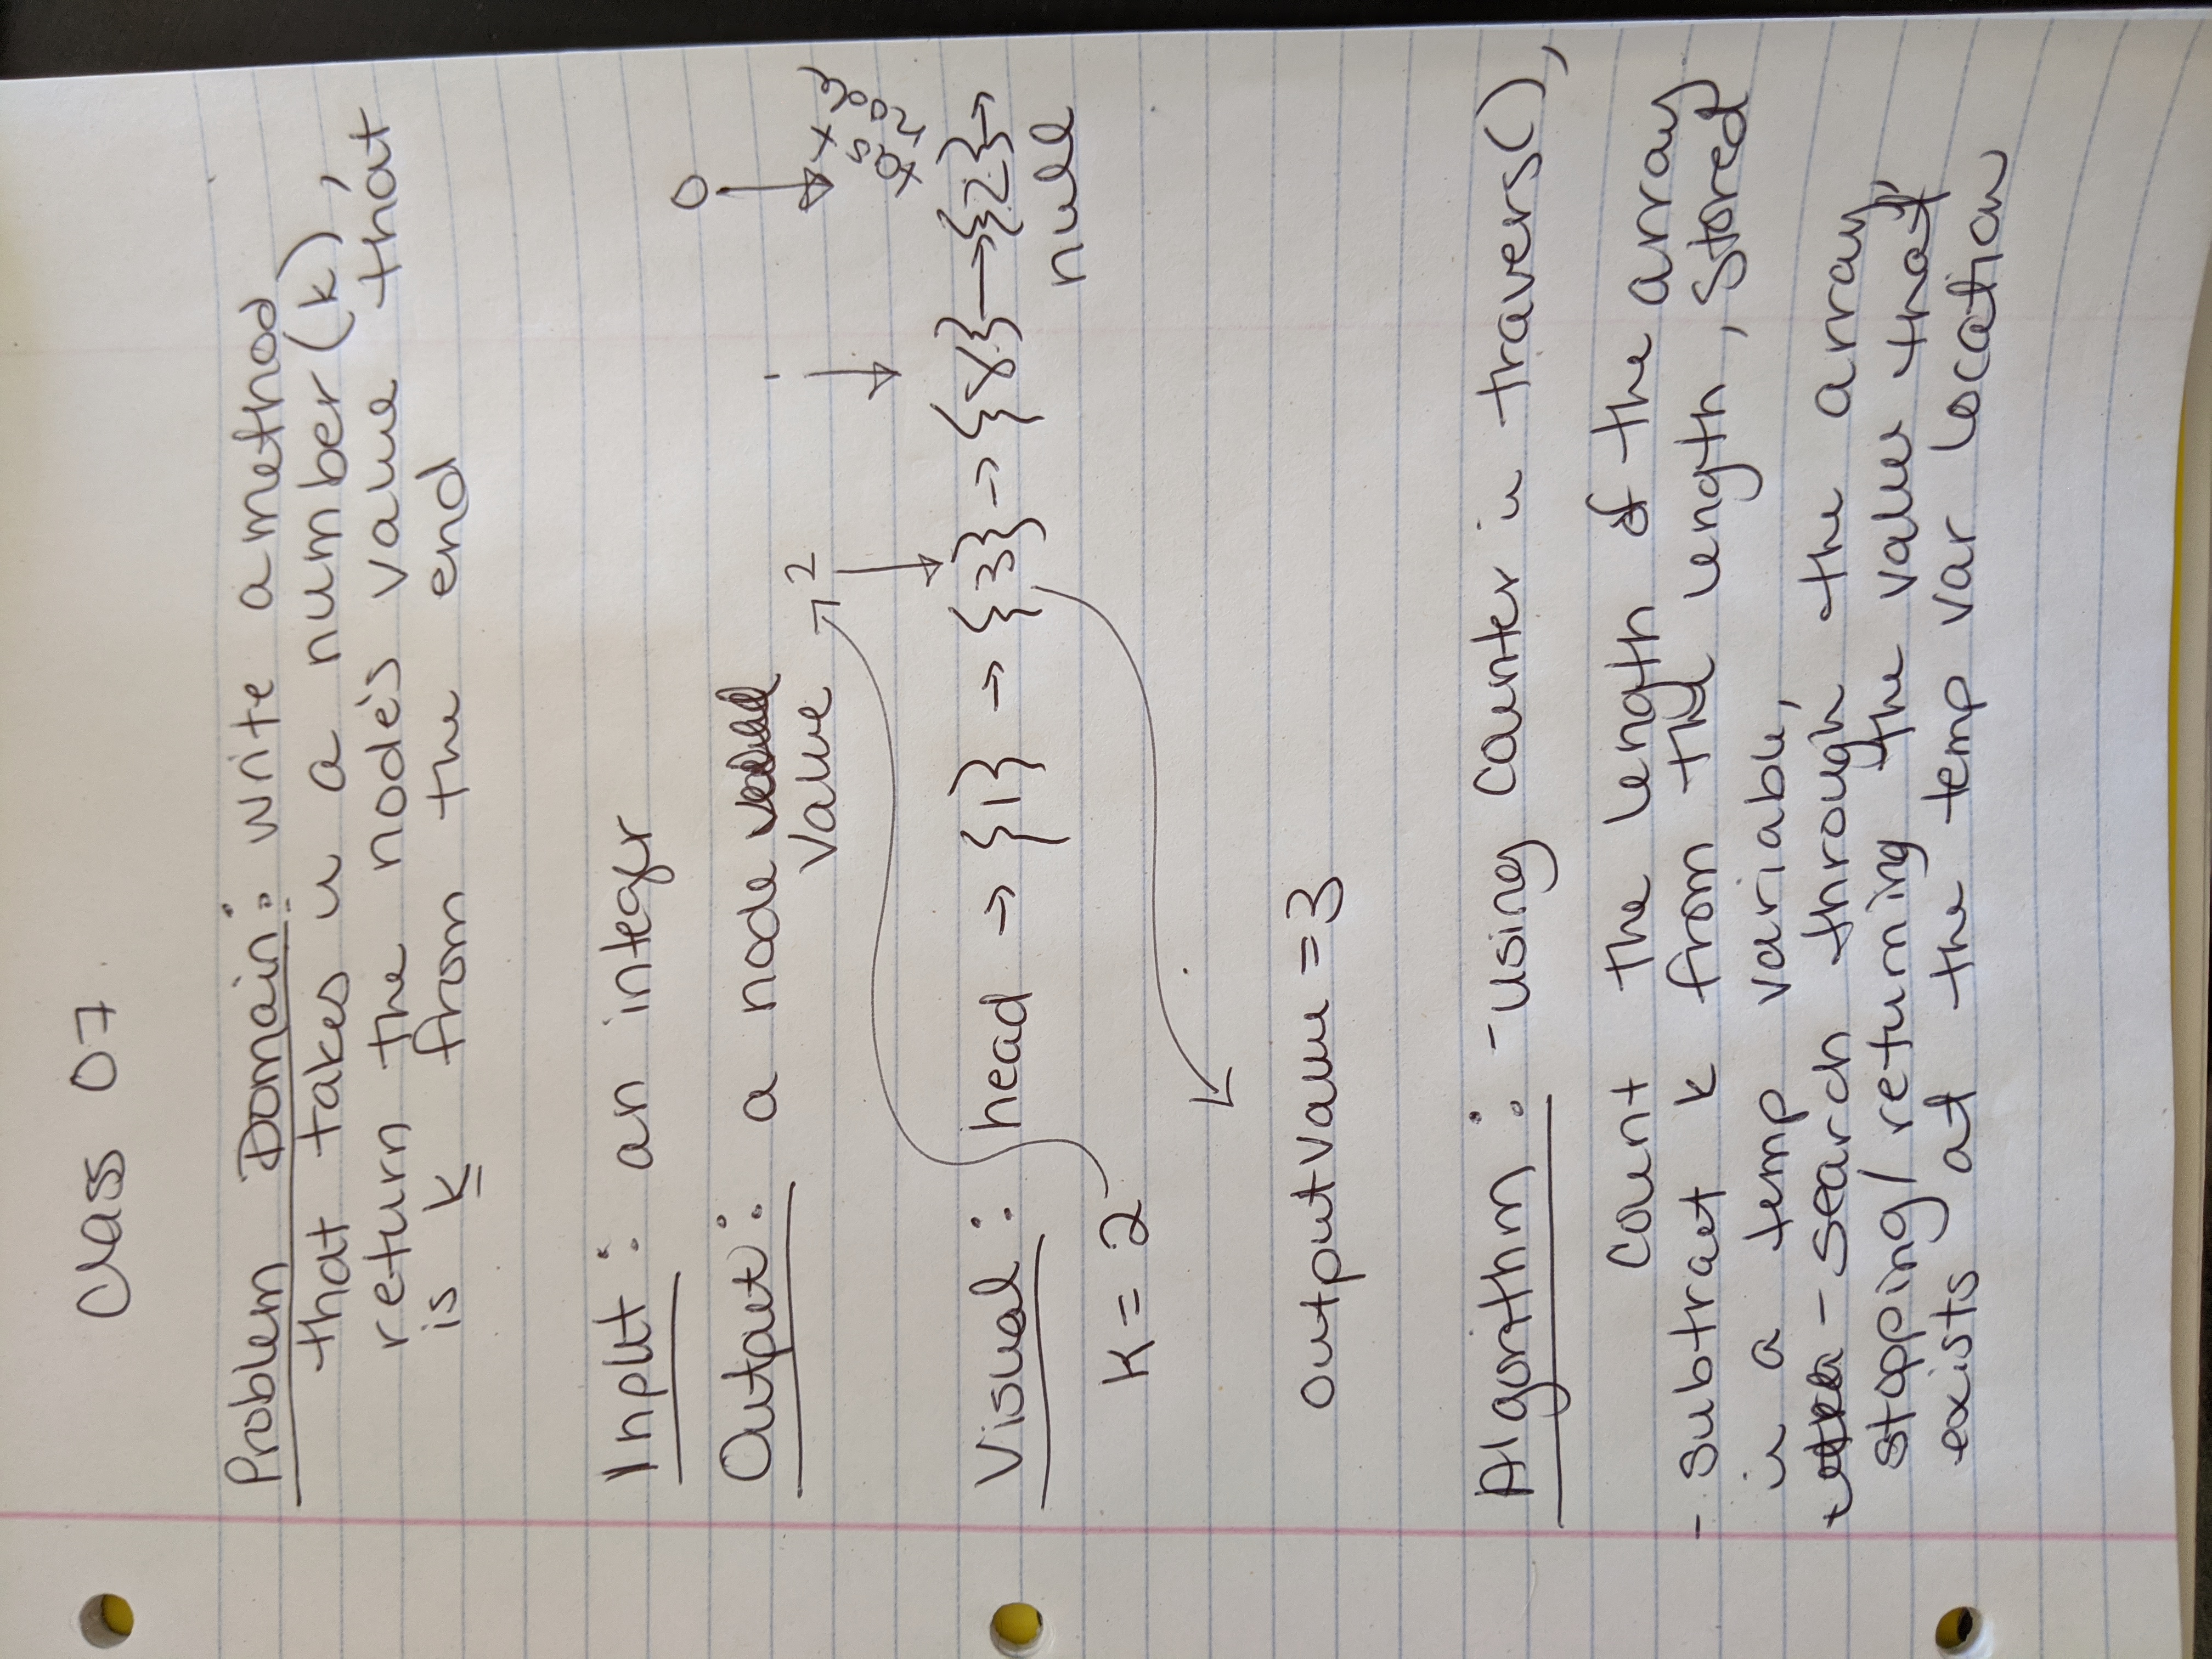 Class 07
Problem Domain: write a method
that takes in a number (k),
return the node's value that
is k from the end
Input: an integer
Output: a node
value
0
1
2
last
node
Visual: head → {1} → {3} → {8} → {2} →
null
k = 2
outputValue = 3
Algorithm: - using counter in travers(),
count the length of the array
- subtract k from the length, stored
in a temp variable,
- search through the array,
stopping/returning the value that
exists at the temp var location